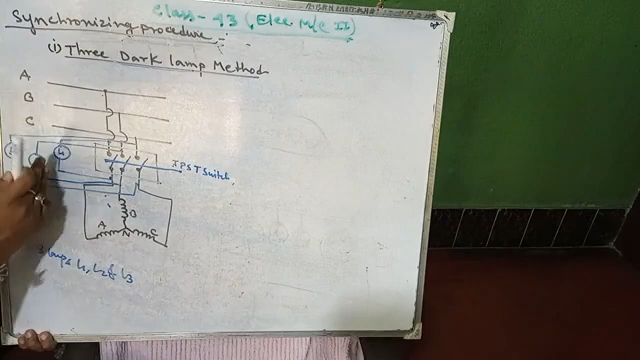 Class-43 (Elec. M/C II)
Synchronizing procedure:-
i) Three Dark lamp Method
A
B
C
TPST Switch.
A
N
B
C
3 lamps L1, L2 & L3